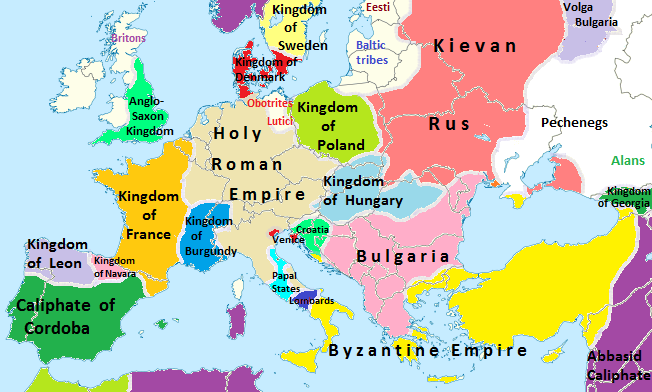 Kingdom
of
Sweden
Eesti
Volga
Bulgaria
Britons
Baltic
tribes
Kievan
Rus
Kingdom of
Denmark
Anglo-
Saxon
Kingdom
Obotrites
Lutici
Kingdom
of
Poland
Pechenegs
Holy
Roman
Empire
Alans
Kingdom
of Hungary
Kingdom
of Georgia
Kingdom
of
France
Kingdom
of
Burgundy
Croatia
Venice
Kingdom
of Leon
Kingdom
of Navara
Bulgaria
Papal
States
Lombards
Caliphate of
Cordoba
Byzantine Empire
Abbasid
Caliphate